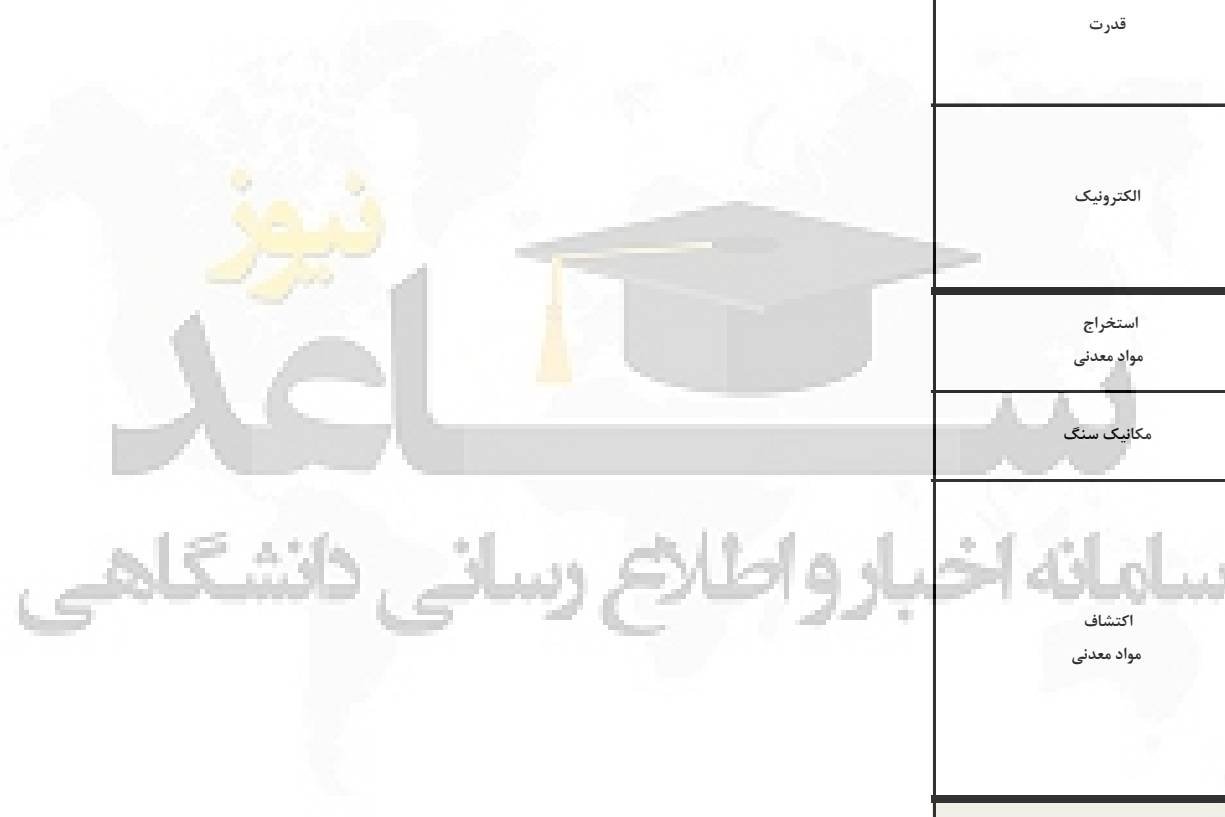 قدرت
الکترونیک
نیوز
ساعد
استخراج
مواد معدنی
مکانیک سنگ
سامانه اخبار و اطلاع رسانی دانشگاهی
اکتشاف
مواد معدنی